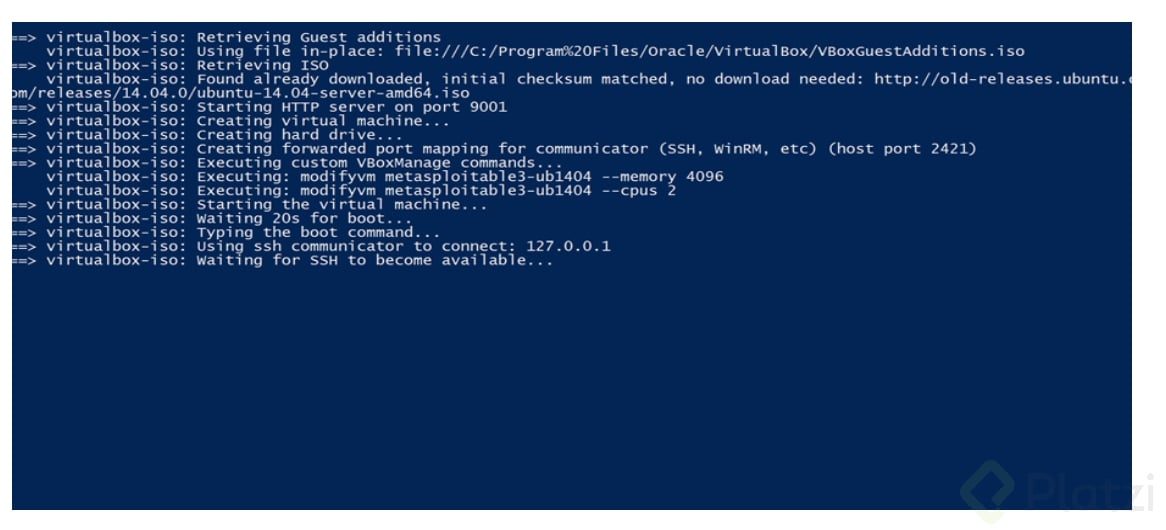 ==> virtualbox-iso: Retrieving Guest additions
    virtualbox-iso: Using file in-place: file:///C:/Program%20Files/Oracle/VirtualBox/VBoxGuestAdditions.iso
==> virtualbox-iso: Retrieving ISO
    virtualbox-iso: Found already downloaded, initial checksum matched, no download needed: http://old-releases.ubuntu.c
om/releases/14.04.0/ubuntu-14.04-server-amd64.iso
==> virtualbox-iso: Starting HTTP server on port 9001
==> virtualbox-iso: Creating virtual machine...
==> virtualbox-iso: Creating hard drive...
==> virtualbox-iso: Creating forwarded port mapping for communicator (SSH, WinRM, etc) (host port 2421)
==> virtualbox-iso: Executing custom VBoxManage commands...
    virtualbox-iso: Executing: modifyvm metasploitable3-ub1404 --memory 4096
    virtualbox-iso: Executing: modifyvm metasploitable3-ub1404 --cpus 2
==> virtualbox-iso: Starting the virtual machine...
==> virtualbox-iso: Waiting 20s for boot...
==> virtualbox-iso: Typing the boot command...
==> virtualbox-iso: Using ssh communicator to connect: 127.0.0.1
==> virtualbox-iso: Waiting for SSH to become available...
Platzi